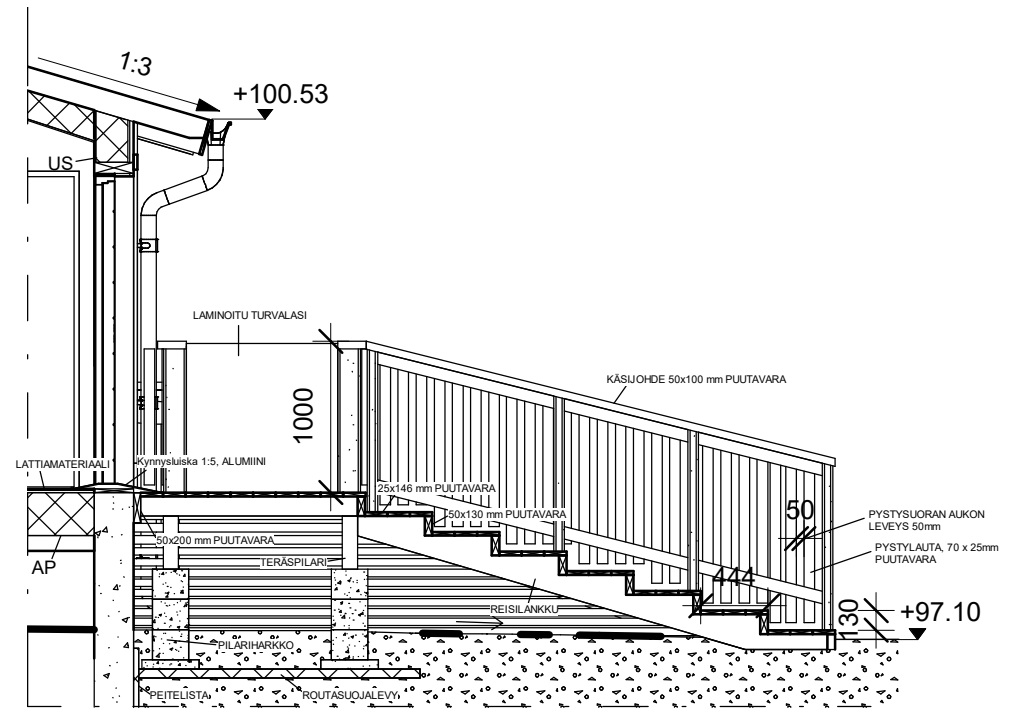 1:3
+100.53
US
LAMINOITU TURVALASI
KÄSIJOHDE 50x100 mm PUUTAVARA
1000
LATTIAMATERIAALI
Kynnysluiska 1:5, ALUMIINI
25x146 mm PUUTAVARA
50x130 mm PUUTAVARA
50
PYSTYSUORAN AUKON
LEVEYS 50mm
50x200 mm PUUTAVARA
PYSTYLAUTA, 70 x 25mm
PUUTAVARA
AP
TERÄSPILARI
444
REISILANKKU
130
+97.10
PILARIHARKKO
PEITELISTA
ROUTASUOJALEVY